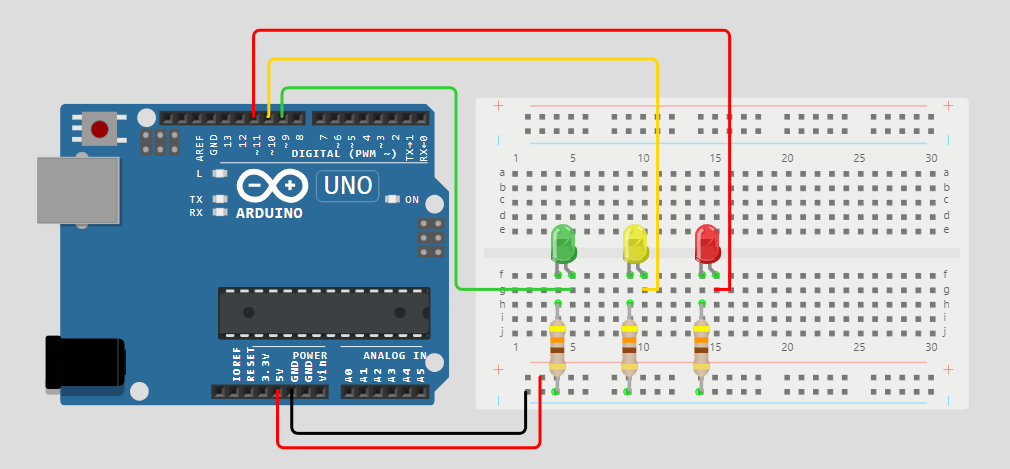 AREF GND 13 12 ~11 ~10 ~9 8 7 ~6 ~5 4 ~3 2 TX→1 RX←0
DIGITAL (PWM ~)
L
TX
RX
UNO
ON
ARDUINO
IOREF RESET 3.3V 5V GND GND Vin
POWER
ANALOG IN
A0 A1 A2 A3 A4 A5
+ +
| |
1 5 10 15 20 25 30
a a
b b
c c
d d
e e
f f
g g
h h
i i
j j
1 5 10 15 20 25 30
+ +
| |